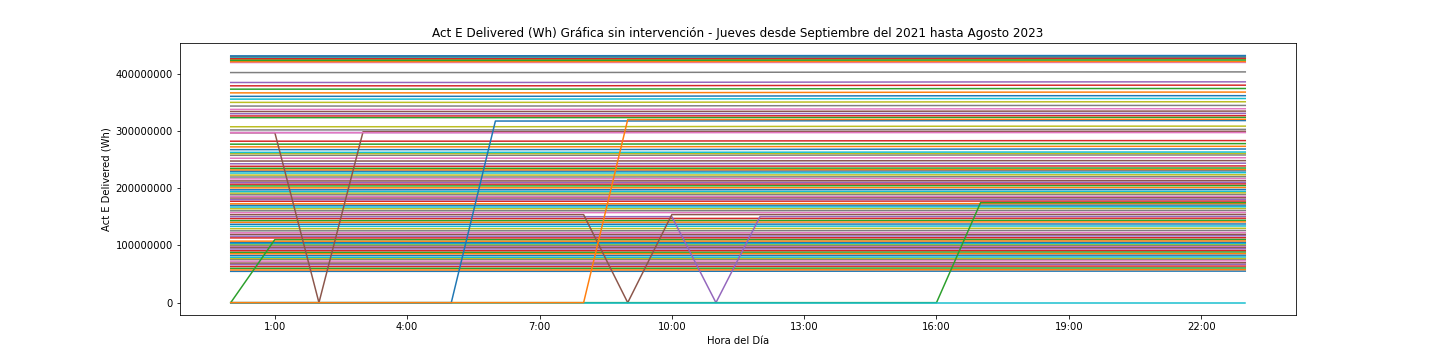 Act E Delivered (Wh) Gráfica sin intervención - Jueves desde Septiembre del 2021 hasta Agosto 2023
400000000
300000000
200000000
100000000
0
Act E Delivered (Wh)
1:00 4:00 7:00 10:00 13:00 16:00 19:00 22:00
Hora del Día